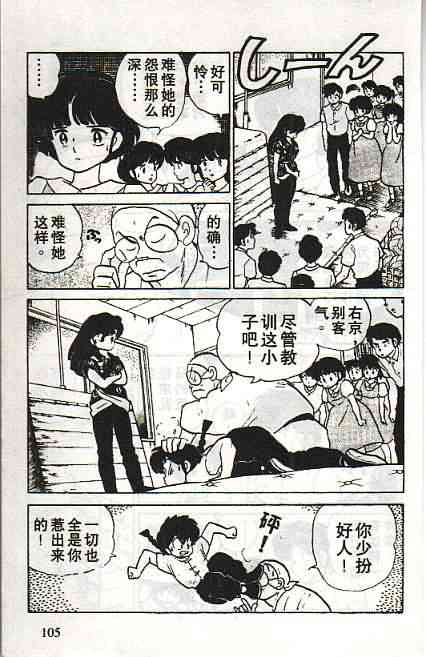 しーん
好可
怜…
难怪她的
怨恨那么
深……
……
的确…
难怪她
这样。
右京,
别客
气。
尽管教
训这小
子吧!
你少扮
好人!
砰!
一切也
全是你
惹出来
的!
105